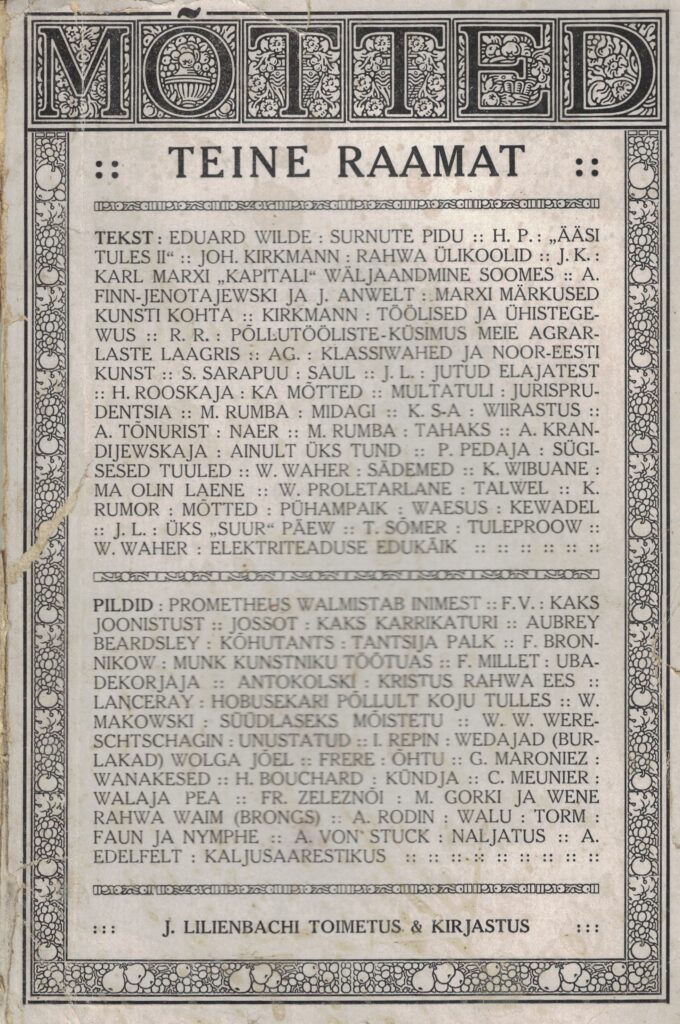 MÕTTED
:: TEINE RAAMAT ::
TEKST : EDUARD WILDE : SURNUTE PIDU :: H. P. : „ÄÄSI
TULES II“ :: JOH. KIRKMANN : RAHWA ÜLIKOOLID :: J. K. :
KARL MARXI „KAPITALI“ WÄLJAANDMINE SOOMES :: A.
FINN-JENOTAJEWSKI JA J. ANWELT : MARXI MÄRKUSED
KUNSTI KOHTA :: KIRKMANN : TÖÖLISED JA ÜHISTEGE-
WUS :: R. R. : PÕLLUTÖÖLISTE-KÜSIMUS MEIE AGRAR-
LASTE LAAGRIS :: AG. : KLASSIWAHED JA NOOR-EESTI
KUNST :: S. SARAPUU : SAUL :: J. L. : JUTUD ELAJATEST
:: H. ROOSKAJA : KA MÕTTED :: MULTATULI : JURISPRU-
DENTSIA :: M. RUMBA : MIDAGI :: K. S-A : WIIRASTUS ::
A. TÕNURIST : NAER :: M. RUMBA : TAHAKS :: A. KRAN-
DIJEWSKAJA : AINULT ÜKS TUND :: P. PEDAJA : SÜGI-
SESED TUULED :: W. WAHER : SÄDEMED :: K. WIBUANE :
MA OLIN LAENE :: W. PROLETARLANE : TALWEL :: K.
RUMOR : MÕTTED : PÜHAMPAIK : WAESUS : KEWADEL
:: J. L. : ÜKS „SUUR“ PÄEW :: T. SÕMER : TULEPROOW ::
W. WAHER : ELEKTRITEADUSE EDUKÄIK :: :: :: :: :: ::
PILDID : PROMETHEUS WALMISTAB INIMEST :: F. V. : KAKS
JOONISTUST :: JOSSOT : KAKS KARRIKATURI :: AUBREY
BEARDSLEY : KÕHUTANTS : TANTSIJA PALK :: F. BRON-
NIKOW : MUNK KUNSTNIKU TÖÖTUAS :: F. MILLET : UBA-
DEKORJAJA :: ANTOKOLSKI : KRISTUS RAHWA EES ::
LANCERAY : HOBUSEKARI PÕLLULT KOJU TULLES :: W.
MAKOWSKI : SÜÜDLASEKS MÕISTETU :: W. W. WERE-
SCHTSCHAGIN : UNUSTATUD :: I. REPIN : WEDAJAD (BUR-
LAKAD) WOLGA JÕEL :: FRERE : ÕHTU :: G. MARONIEZ :
WANAKESED :: H. BOUCHARD : KÜNDJA :: C. MEUNIER :
WALAJA PEA :: FR. ZELEZNÕI : M. GORKI JA WENE
RAHWA WAIM (BRONGS) :: A. RODIN : WALU : TORM :
FAUN JA NYMPHE :: A. VON STUCK : NALJATUS :: A.
EDELFELT : KALJUSAARESTIKUS :: :: :: :: :: :: :: :: ::
::: J. LILIENBACHI TOIMETUS & KIRJASTUS :::